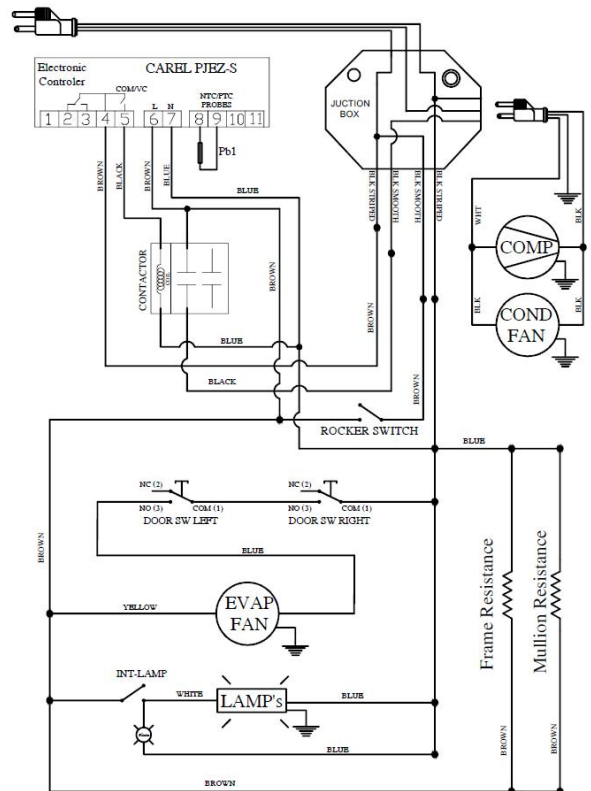 Electronic
Controler
CAREL PJEZ-S
COM/VC
L N
NTC/PTC
PROBES
1 2 3 4 5 6 7 8 9 10 11
Pb1
JUCTION
BOX
BROWN
BLACK
BROWN
BLUE
BLUE
BLK STRIPED
BLK SMOOTH
BLK SMOOTH
BLK STRIPED
WHT
BLK
COMP
BLK
BLK
COND
FAN
CONTACTOR
COIL
BROWN
BROWN
BLUE
BLACK
BROWN
ROCKER SWITCH
BLUE
NC (2)
NO (3)
COM (1)
DOOR SW LEFT
NC (2)
NO (3)
COM (1)
DOOR SW RIGHT
BROWN
BLUE
YELLOW
EVAP
FAN
Frame Resistance
Mullion Resistance
INT-LAMP
WHITE
LAMP's
BLUE
BLUE
BROWN
BROWN
BROWN